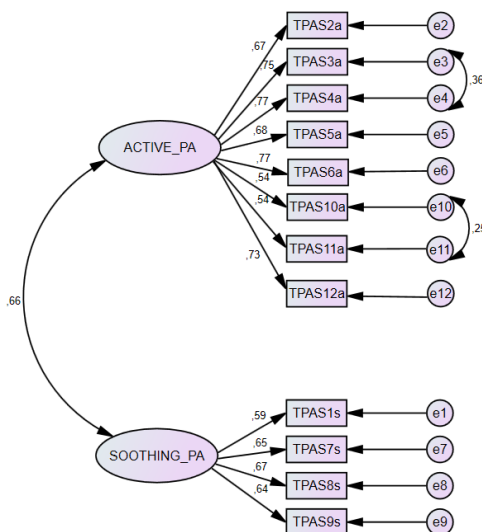 ,67 TPAS2a e2
,75 TPAS3a e3
,36
,77 TPAS4a e4
,68 TPAS5a e5
ACTIVE_PA
,77 TPAS6a e6
,54 TPAS10a e10
,54 TPAS11a e11
,73 TPAS12a e12
,66
,59 TPAS1s e1
,65 TPAS7s e7
SOOTHING_PA
,67 TPAS8s e8
,64 TPAS9s e9